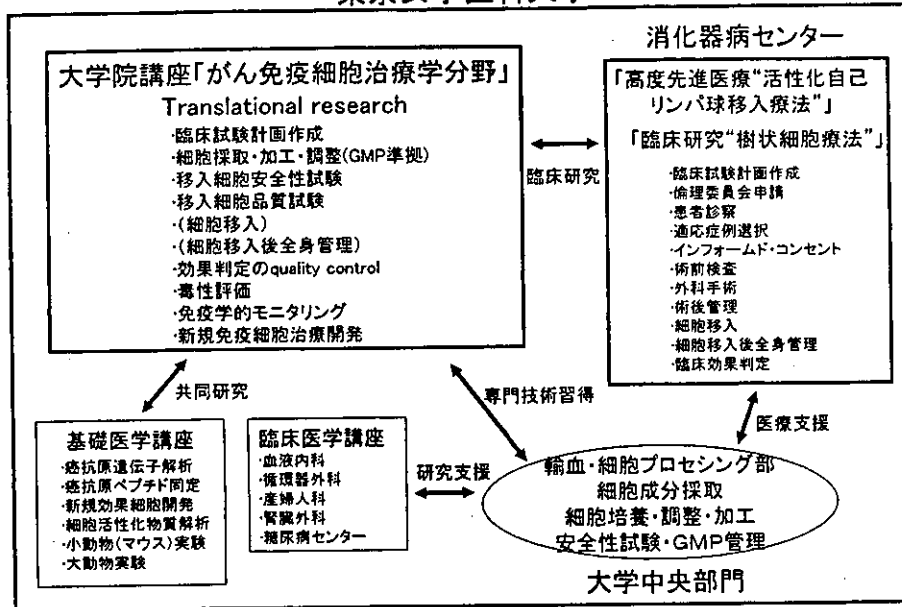 消化器病センター
大学院講座「がん免疫細胞治療学分野」
Translational research
・臨床試験計画作成
・細胞採取・加工・調整(GMP準拠)
・移入細胞安全性試験
・移入細胞品質試験
・(細胞移入)
・(細胞移入後全身管理)
・効果判定のquality control
・毒性評価
・免疫学的モニタリング
・新規免疫細胞治療開発
臨床研究
「高度先進医療“活性化自己
リンパ球移入療法”」
「臨床研究“樹状細胞療法”」
・臨床試験計画作成
・倫理委員会申請
・患者診察
・適応症例選択
・インフォームド・コンセント
・術前検査
・外科手術
・術後管理
・細胞移入
・細胞移入後全身管理
・臨床効果判定
共同研究
専門技術習得
医療支援
基礎医学講座
・癌抗原遺伝子解析
・癌抗原ペプチド同定
・新規効果細胞開発
・細胞活性化物質解析
・小動物(マウス)実験
・大動物実験
臨床医学講座
・血液内科
・循環器外科
・産婦人科
・腎臓外科
・糖尿病センター
研究支援
輸血・細胞プロセシング部
細胞成分採取
細胞培養・調整・加工
安全性試験・GMP管理
大学中央部門